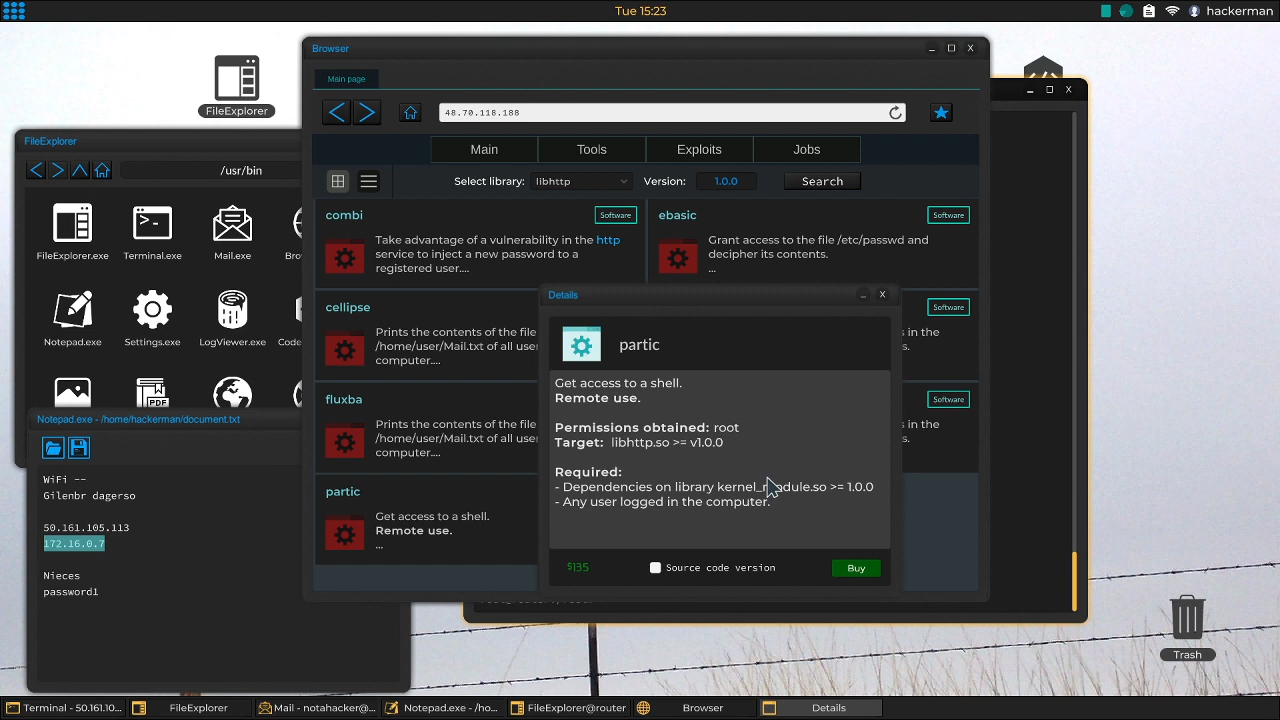 Tue 15:23
hackerman
FileExplorer
Browser
Main page
48.70.118.188
Main
Tools
Exploits
Jobs
Select library:
libhttp
Version:
1.0.0
Search
combi
Software
Take advantage of a vulnerability in the http
service to inject a new password to a
registered user....
ebasic
Software
Grant access to the file /etc/passwd and
decipher its contents.
...
cellipse
Prints the contents of the file
/home/user/Mail.txt of all user
computer....
Software
s in the
e.
fluxba
Prints the contents of the file
/home/user/Mail.txt of all user
computer....
Software
s in the
e.
partic
Get access to a shell.
Remote use.
...
Details
partic
Get access to a shell.
Remote use.
Permissions obtained: root
Target: libhttp.so >= v1.0.0
Required:
- Dependencies on library kernel_module.so >= 1.0.0
- Any user logged in the computer.
$135
Source code version
Buy
FileExplorer
/usr/bin
FileExplorer.exe
Terminal.exe
Mail.exe
Brow
Notepad.exe
Settings.exe
LogViewer.exe
Code
Notepad.exe - /home/hackerman/document.txt
WiFi --
Gilenbr dagerso
50.161.105.113
172.16.0.7
Nieces
password1
Trash
Terminal - 50.161.10...
FileExplorer
Mail - notahacker@...
Notepad.exe - /ho...
FileExplorer@router
Browser
Details